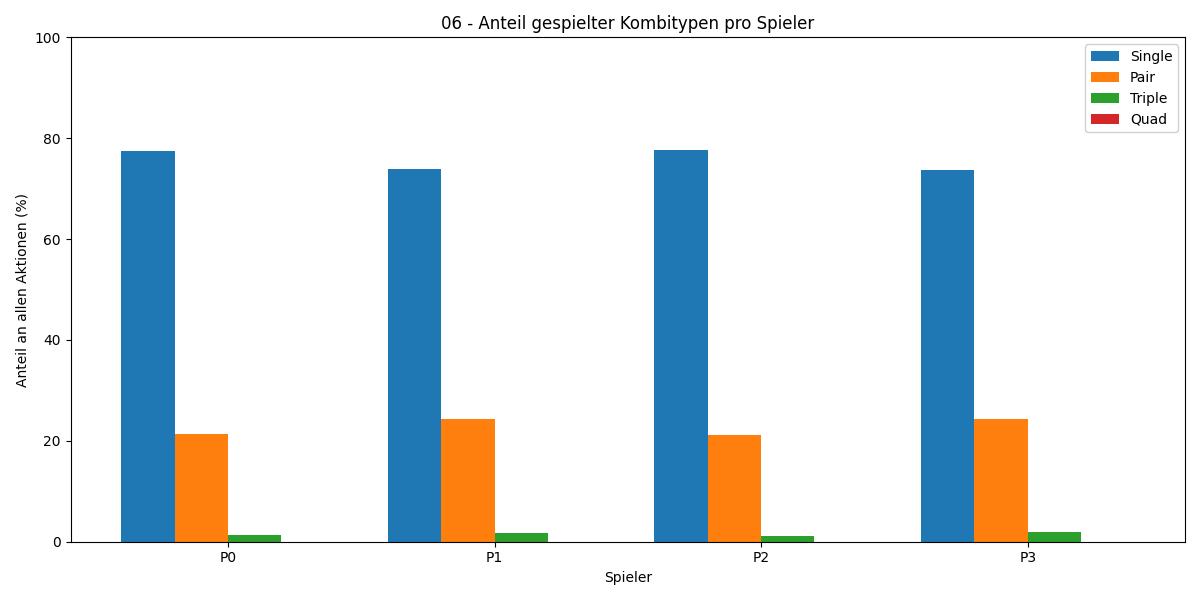 06 - Anteil gespielter Kombitypen pro Spieler
Anteil an allen Aktionen (%)
100
80
60
40
20
0
Single
Pair
Triple
Quad
P0 P1 P2 P3
Spieler